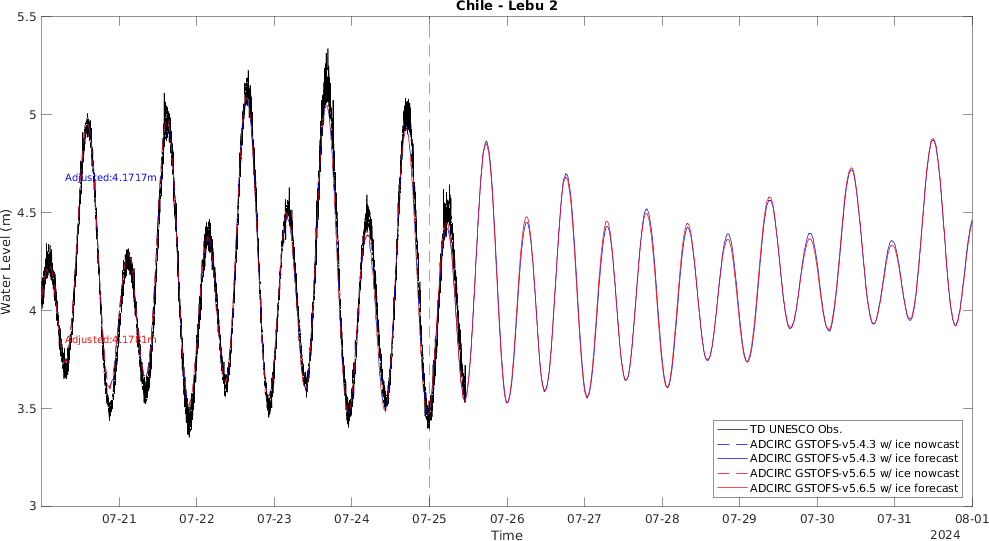 Chile - Lebu 2
5.5
5
4.5
4
3.5
3
Water Level (m)
Adjusted:4.1717m
Adjusted:4.1781m
TD UNESCO Obs.
ADCIRC GSTOFS-v5.4.3 w/ ice nowcast
ADCIRC GSTOFS-v5.4.3 w/ ice forecast
ADCIRC GSTOFS-v5.6.5 w/ ice nowcast
ADCIRC GSTOFS-v5.6.5 w/ ice forecast
07-21 07-22 07-23 07-24 07-25 07-26 07-27 07-28 07-29 07-30 07-31 08-01
Time
2024